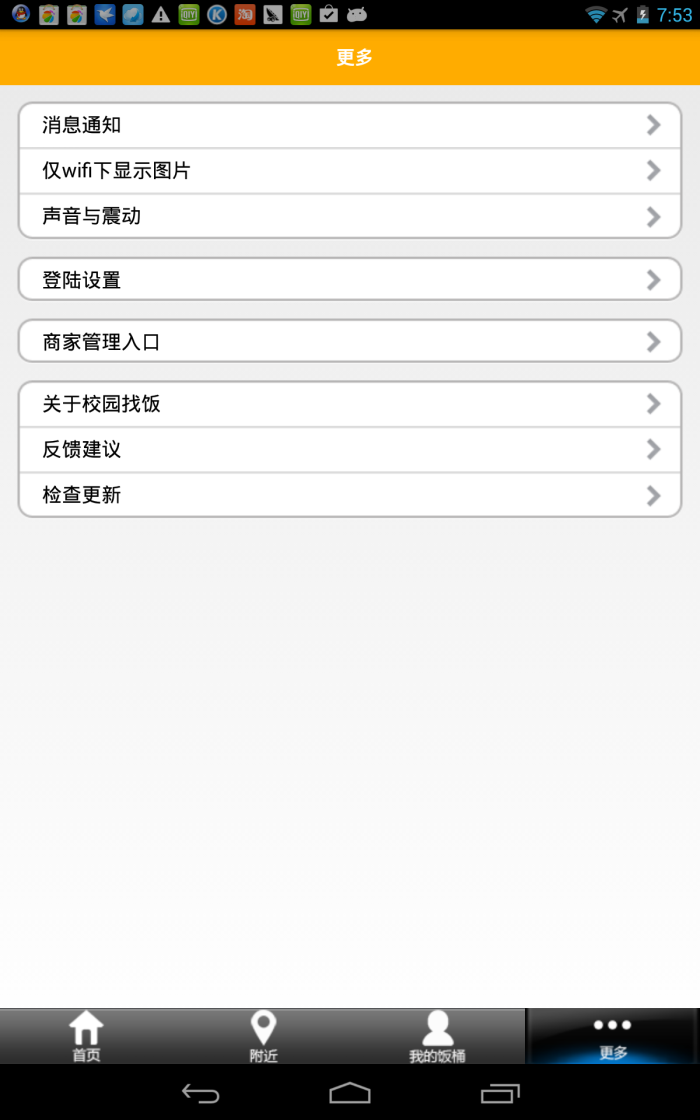 7:53
更多
消息通知
仅wifi下显示图片
声音与震动
登陆设置
商家管理入口
关于校园找饭
反馈建议
检查更新
首页
附近
我的饭桶
更多